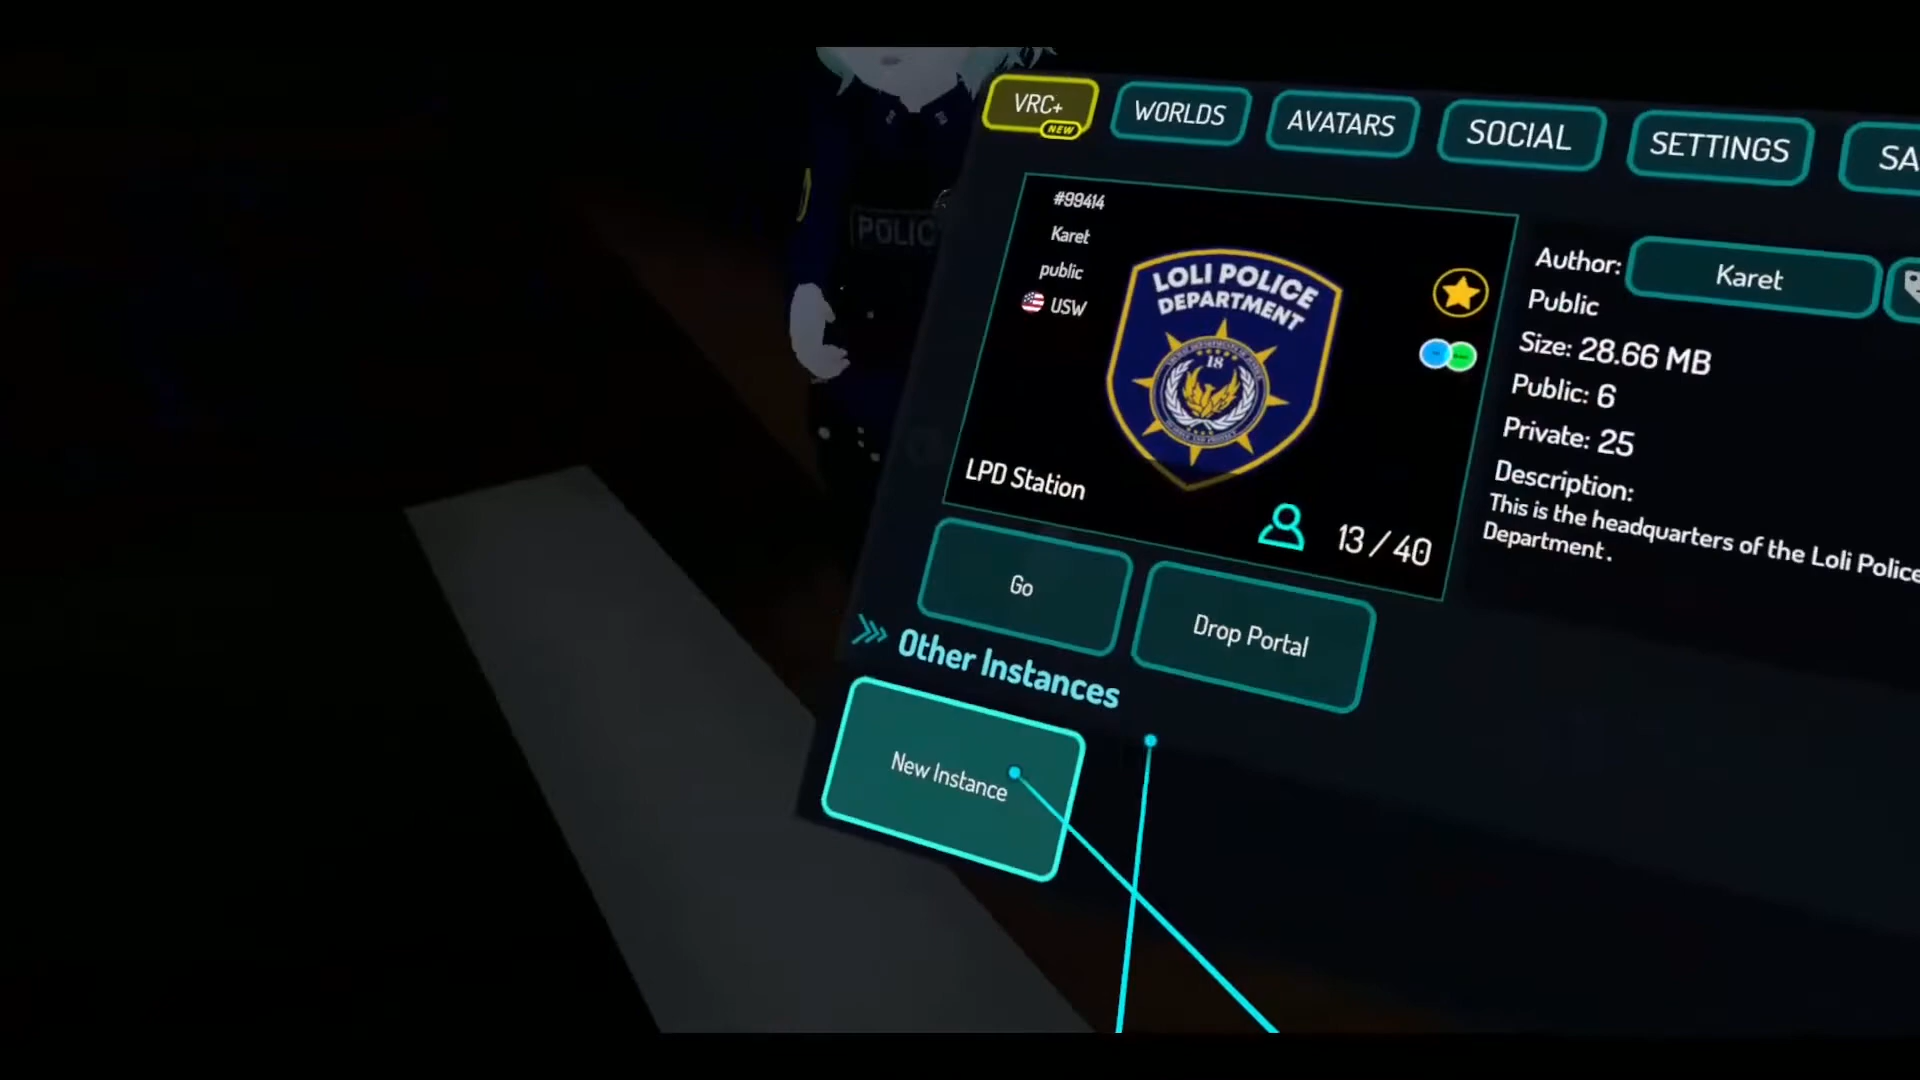 VRC+
NEW
WORLDS
AVATARS
SOCIAL
SETTINGS
SA
#99414
Karet
public
USW
LOLI POLICE
DEPARTMENT
18
LPD Station
13 / 40
Author: Karet
Public
Size: 28.66 MB
Public: 6
Private: 25
Description:
This is the headquarters of the Loli Police
Department .
Go
Drop Portal
Other Instances
New Instance
POLIC